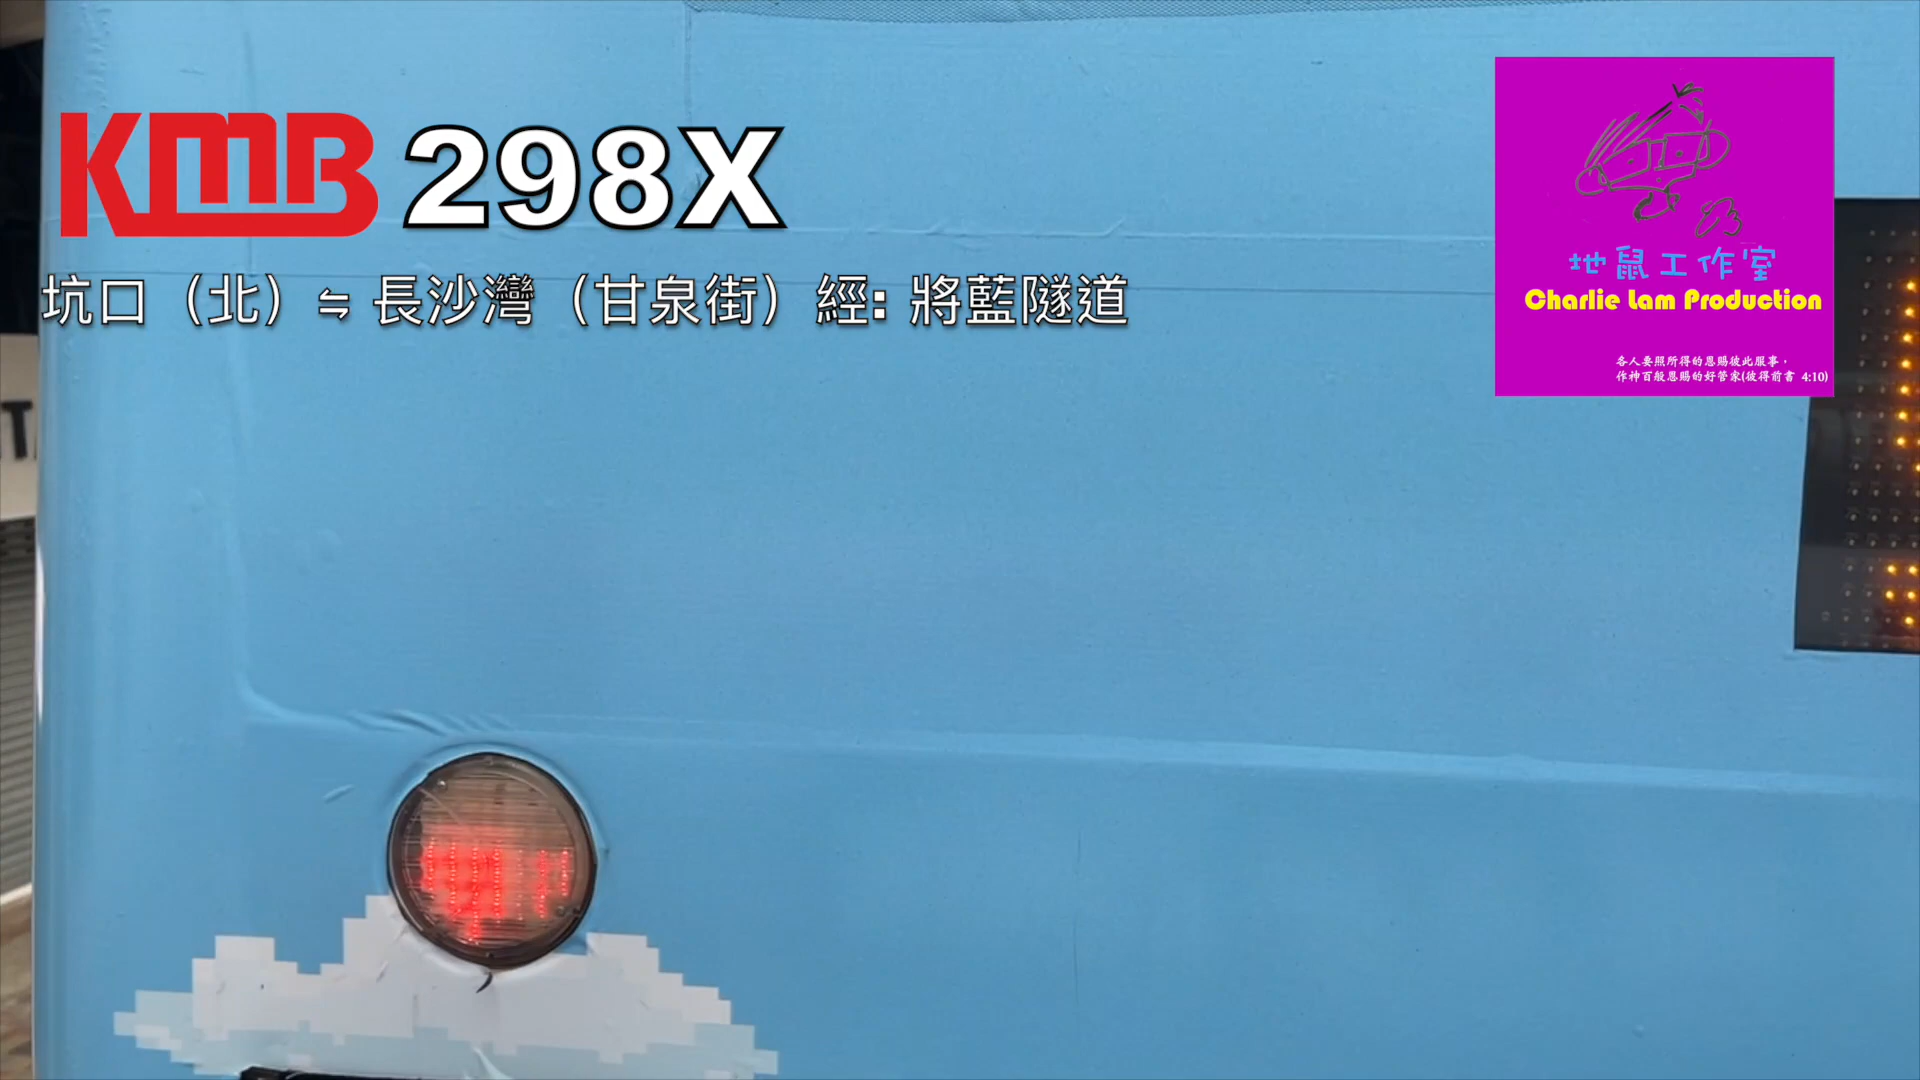 KMB 298X
坑口（北）⇋ 長沙灣（甘泉街）經: 將藍隧道
地鼠工作室
Charlie Lam Production
各人要照所得的恩賜彼此服事，
作神百般恩賜的好管家(彼得前書 4:10)